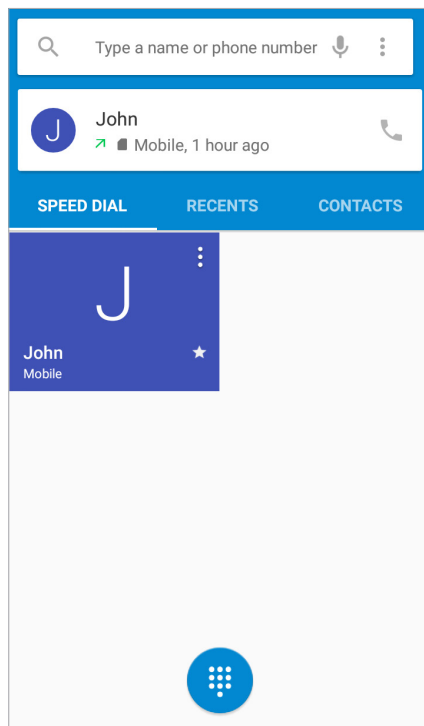 Type a name or phone number
J
John
Mobile, 1 hour ago
SPEED DIAL RECENTS CONTACTS
J
John
Mobile